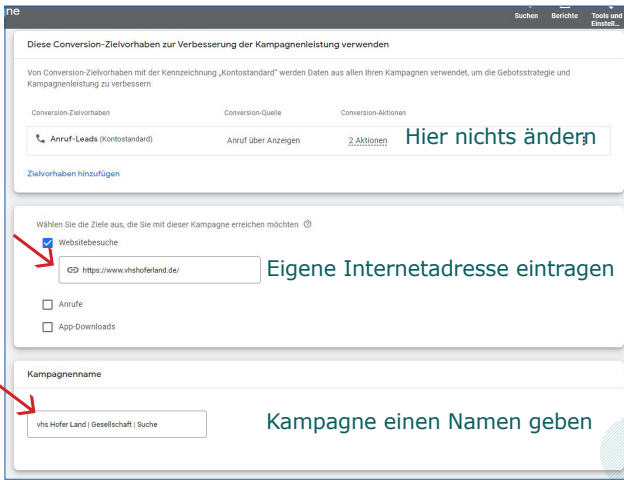 ne
Suchen Berichte Tools und
Einstell...
Diese Conversion-Zielvorhaben zur Verbesserung der Kampagnenleistung verwenden
Von Conversion-Zielvorhaben mit der Kennzeichnung „Kontostandard" werden Daten aus allen Ihren Kampagnen verwendet, um die Gebotsstrategie und
Kampagnenleistung zu verbessern
Conversion-Zielvorhaben Conversion-Quelle Conversion-Aktionen
Anruf-Leads (Kontostandard) Anruf über Anzeigen 2 Aktionen Hier nichts ändern
Zielvorhaben hinzufügen
Wählen Sie die Ziele aus, die Sie mit dieser Kampagne erreichen möchten
Websitebesuche
https://www.vhshoferland.de/ Eigene Internetadresse eintragen
Anrufe
App-Downloads
Kampagnenname
vhs Hofer Land | Gesellschaft | Suche Kampagne einen Namen geben